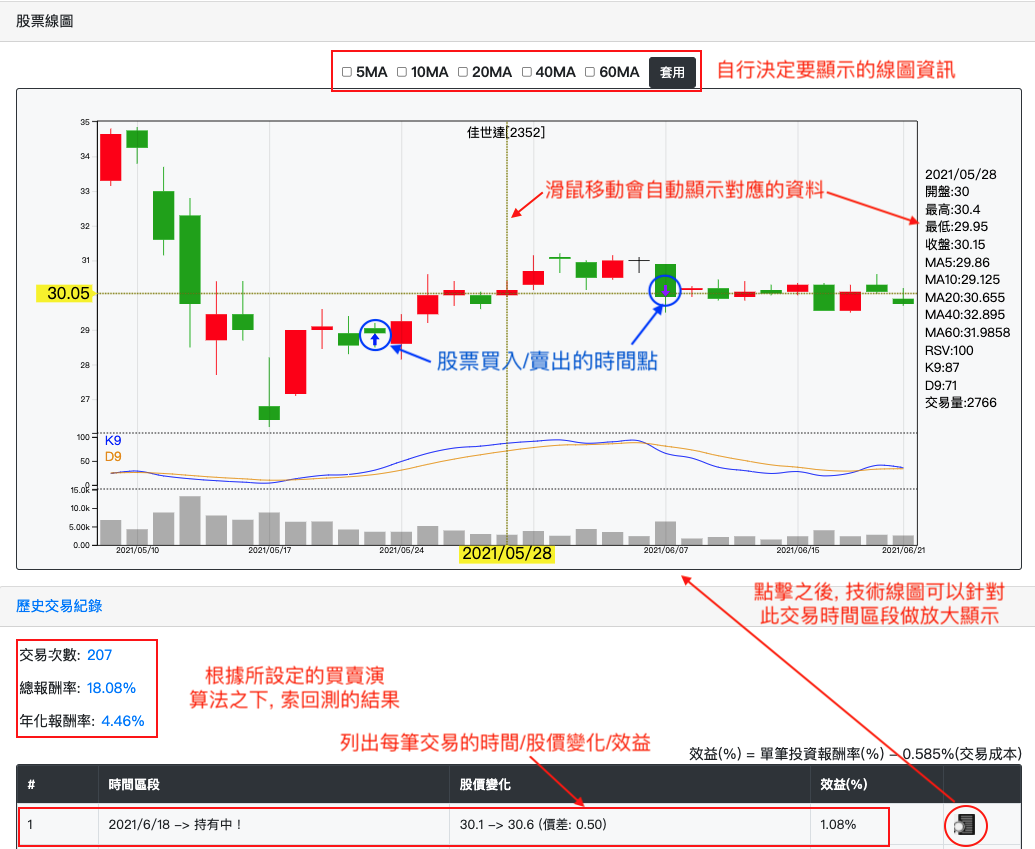 股票線圖
5MA 10MA 20MA 40MA 60MA 套用
自行決定要顯示的線圖資訊
佳世達[2352]
35
34
33
32
31
30.05
29
28
27
滑鼠移動會自動顯示對應的資料
股票買入/賣出的時間點
2021/05/28
開盤:30
最高:30.4
最低:29.95
收盤:30.15
MA5:29.86
MA10:29.125
MA20:30.655
MA40:32.895
MA60:31.9858
RSV:100
K9:87
D9:71
交易量:2766
K9
D9
100
50
0
15.0k
10.0k
5.00k
0.00
2021/05/10 2021/05/17 2021/05/24 2021/05/28 2021/06/07 2021/06/15 2021/06/21
點擊之後, 技術線圖可以針對
此交易時間區段做放大顯示
歷史交易紀錄
交易次數: 207
總報酬率: 18.08%
年化報酬率: 4.46%
根據所設定的買賣演
算法之下, 索回測的結果
列出每筆交易的時間/股價變化/效益
效益(%) = 單筆投資報酬率(%) – 0.585%(交易成本)
# 時間區段 股價變化 效益(%)
1 2021/6/18 –> 持有中！ 30.1 –> 30.6 (價差: 0.50) 1.08%